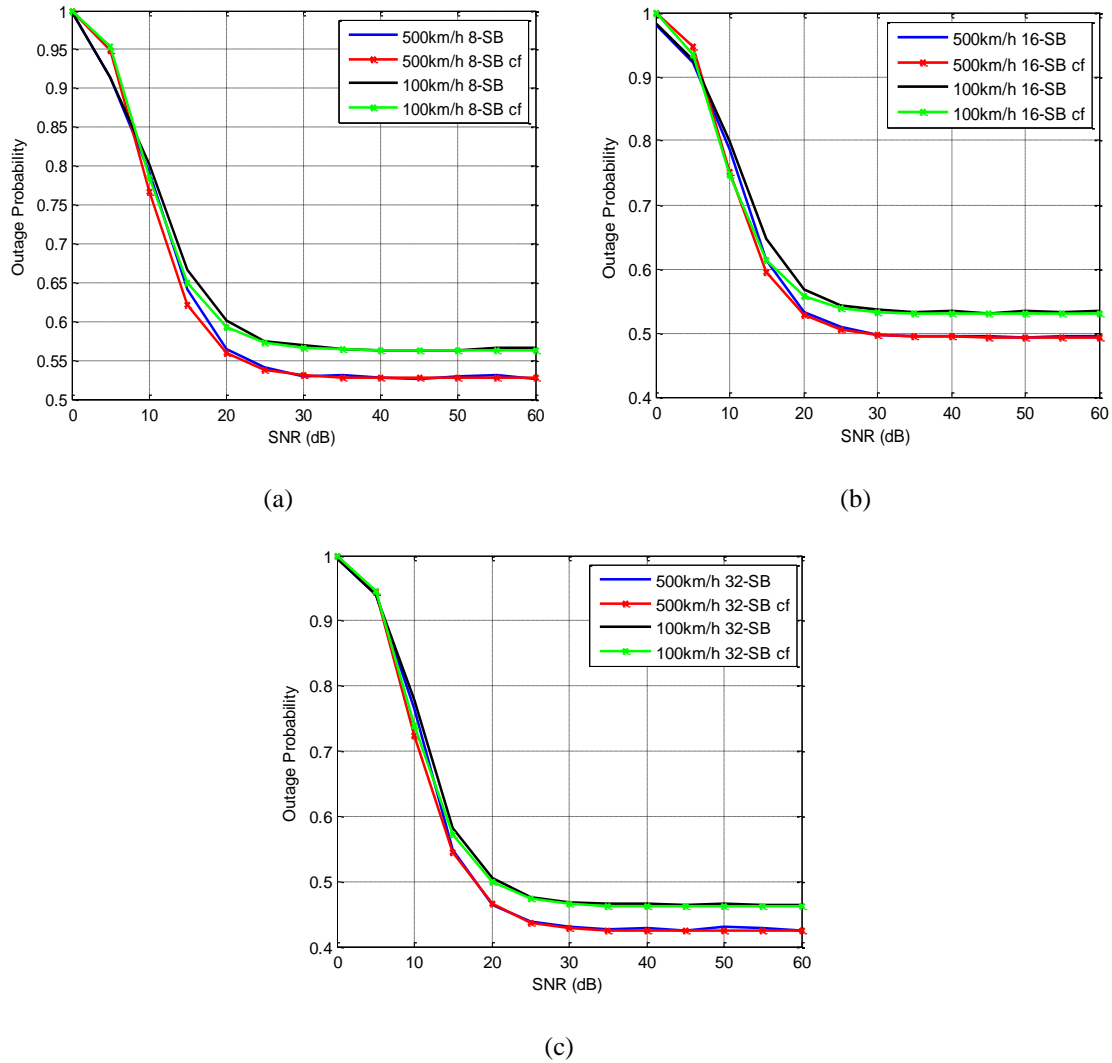 1
0.95
0.9
0.85
0.8
0.75
0.7
0.65
0.6
0.55
0.5
0
10
20
30
40
50
60
Outage Probability
SNR (dB)
500km/h 8-SB
500km/h 8-SB cf
100km/h 8-SB
100km/h 8-SB cf
(a)
1
0.9
0.8
0.7
0.6
0.5
0.4
0
10
20
30
40
50
60
Outage Probability
SNR (dB)
500km/h 16-SB
500km/h 16-SB cf
100km/h 16-SB
100km/h 16-SB cf
(b)
1
0.9
0.8
0.7
0.6
0.5
0.4
0
10
20
30
40
50
60
Outage Probability
SNR (dB)
500km/h 32-SB
500km/h 32-SB cf
100km/h 32-SB
100km/h 32-SB cf
(c)